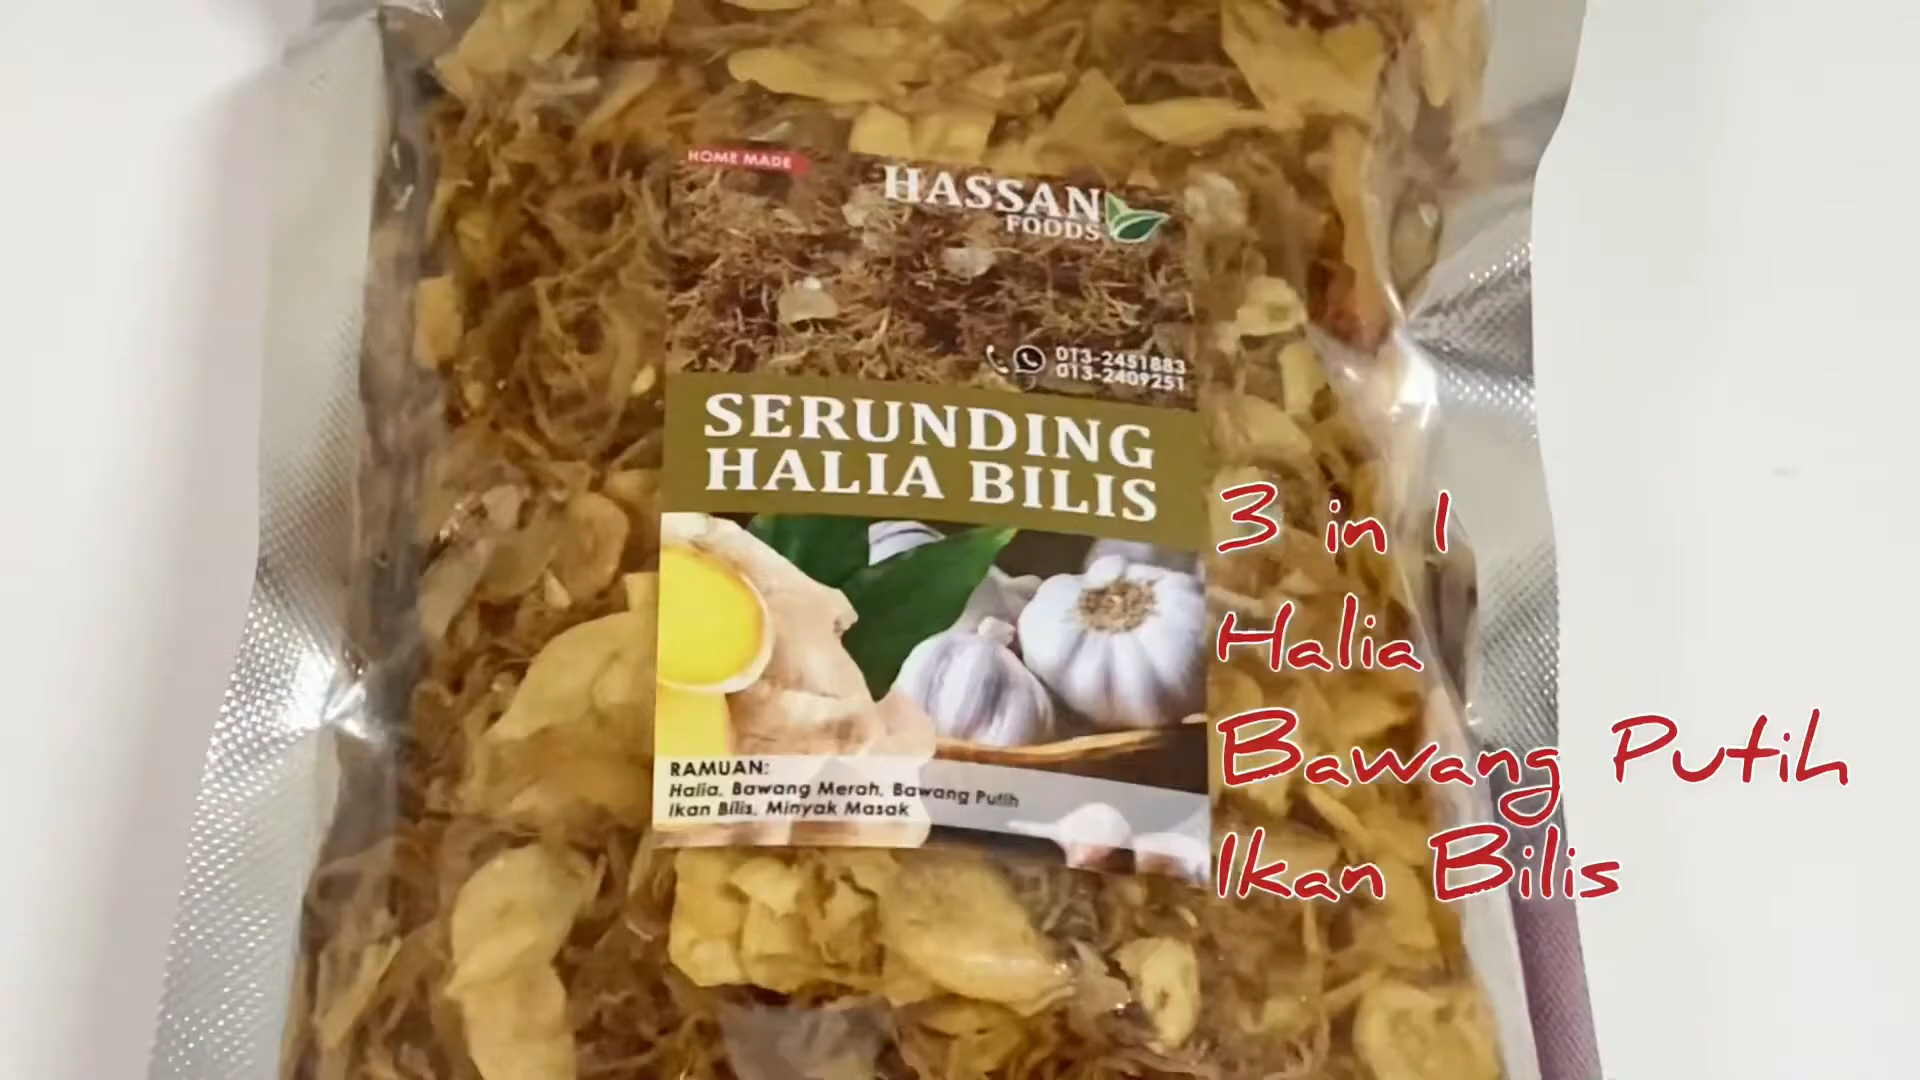 HOME MADE
HASSAN
FOODS
013-2451883
013-2409251
SERUNDING
HALIA BILIS
3 in 1
Halia
Bawang Putih
Ikan Bilis
RAMUAN:
Halia, Bawang Merah, Bawang Putih
Ikan Bilis, Minyak Masak